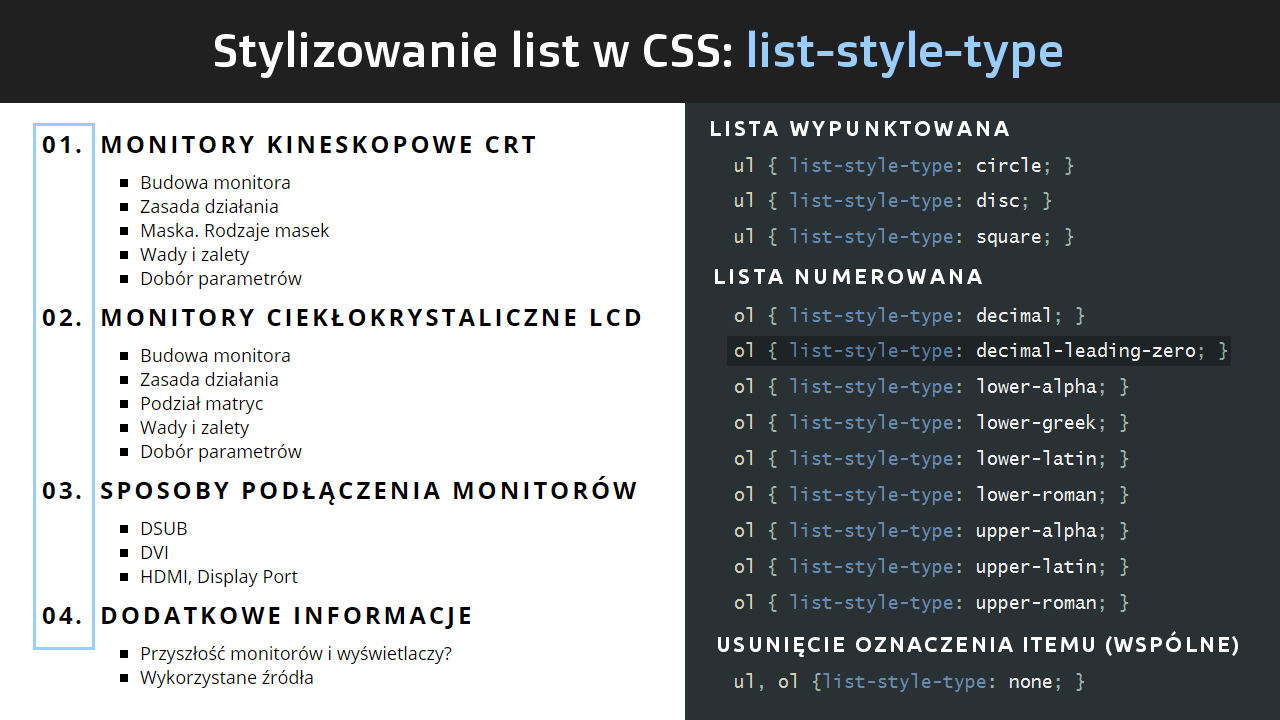 Stylizowanie list w CSS: list-style-type
01. MONITORY KINESKOPOWE CRT
Budowa monitora
Zasada działania
Maska. Rodzaje masek
Wady i zalety
Dobór parametrów
02. MONITORY CIEKŁOKRYSTALICZNE LCD
Budowa monitora
Zasada działania
Podział matryc
Wady i zalety
Dobór parametrów
03. SPOSOBY PODŁĄCZENIA MONITORÓW
DSUB
DVI
HDMI, Display Port
04. DODATKOWE INFORMACJE
Przyszłość monitorów i wyświetlaczy?
Wykorzystane źródła
LISTA WYPUNKTOWANA
ul { list-style-type: circle; }
ul { list-style-type: disc; }
ul { list-style-type: square; }
LISTA NUMEROWANA
ol { list-style-type: decimal; }
ol { list-style-type: decimal-leading-zero; }
ol { list-style-type: lower-alpha; }
ol { list-style-type: lower-greek; }
ol { list-style-type: lower-latin; }
ol { list-style-type: lower-roman; }
ol { list-style-type: upper-alpha; }
ol { list-style-type: upper-latin; }
ol { list-style-type: upper-roman; }
USUNIĘCIE OZNACZENIA ITEMU (WSPÓLNE)
ul, ol {list-style-type: none; }